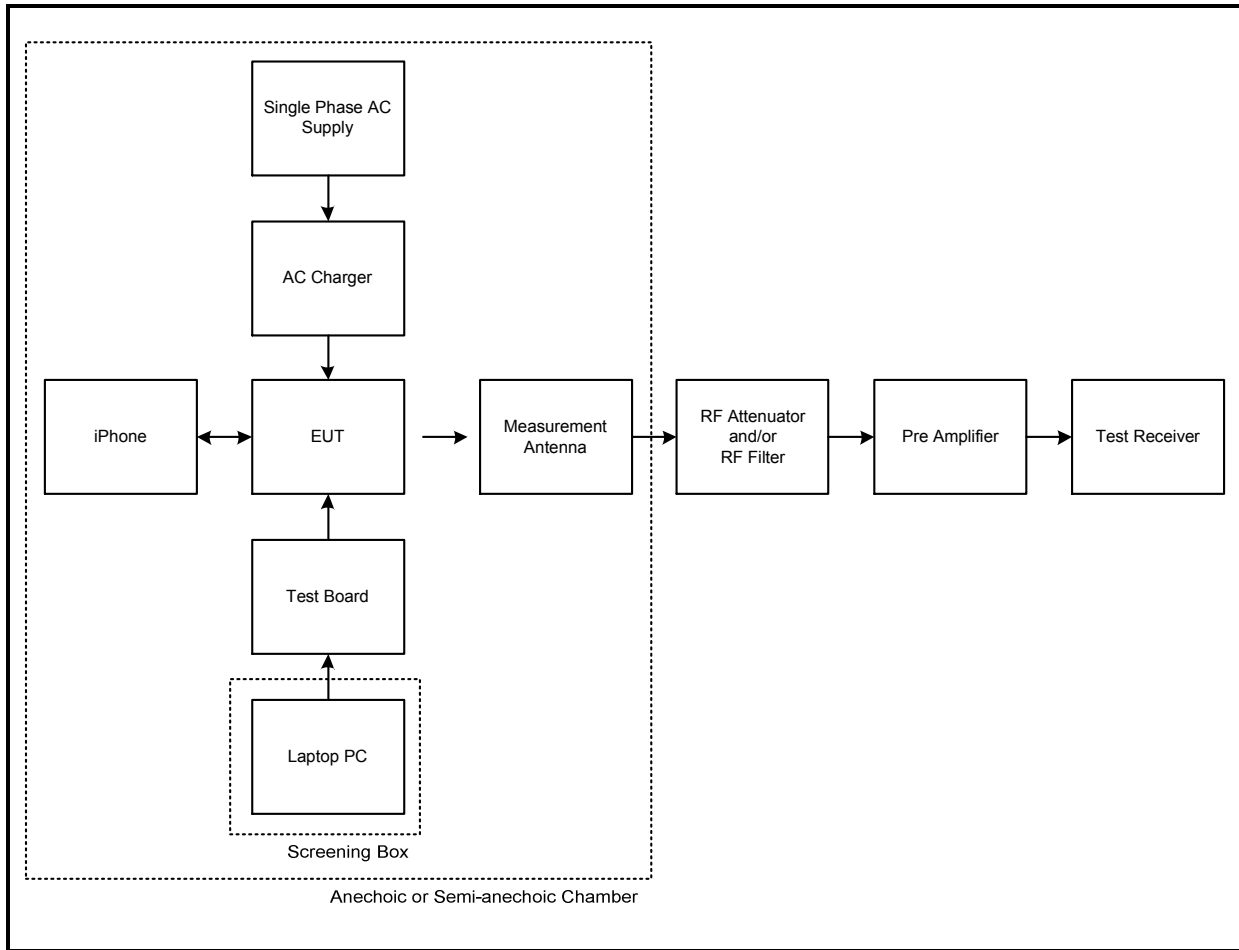 Single Phase AC
Supply
AC Charger
iPhone
EUT
Measurement
Antenna
RF Attenuator
and/or
RF Filter
Pre Amplifier
Test Receiver
Test Board
Laptop PC
Screening Box
Anechoic or Semi-anechoic Chamber